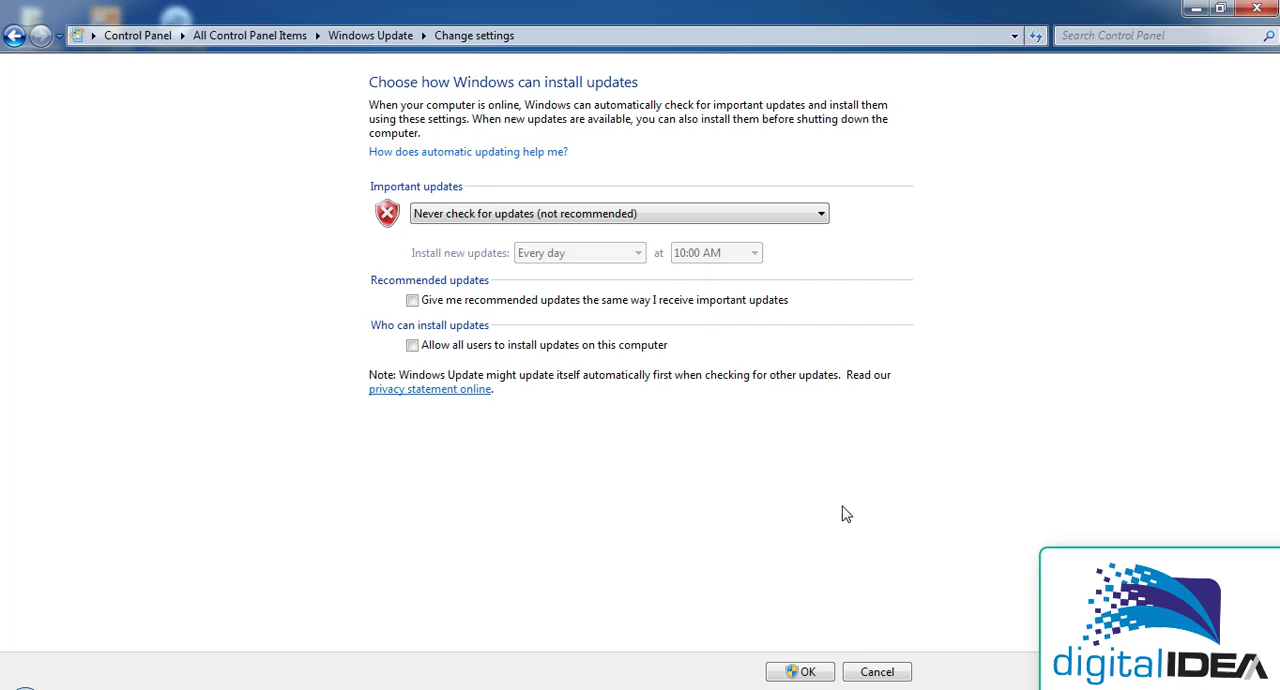 Control Panel All Control Panel Items Windows Update Change settings
Search Control Panel
Choose how Windows can install updates
When your computer is online, Windows can automatically check for important updates and install them
using these settings. When new updates are available, you can also install them before shutting down the
computer.
How does automatic updating help me?
Important updates
Never check for updates (not recommended)
Install new updates: Every day at 10:00 AM
Recommended updates
Give me recommended updates the same way I receive important updates
Who can install updates
Allow all users to install updates on this computer
Note: Windows Update might update itself automatically first when checking for other updates. Read our
privacy statement online.
OK Cancel
digitalIDEA